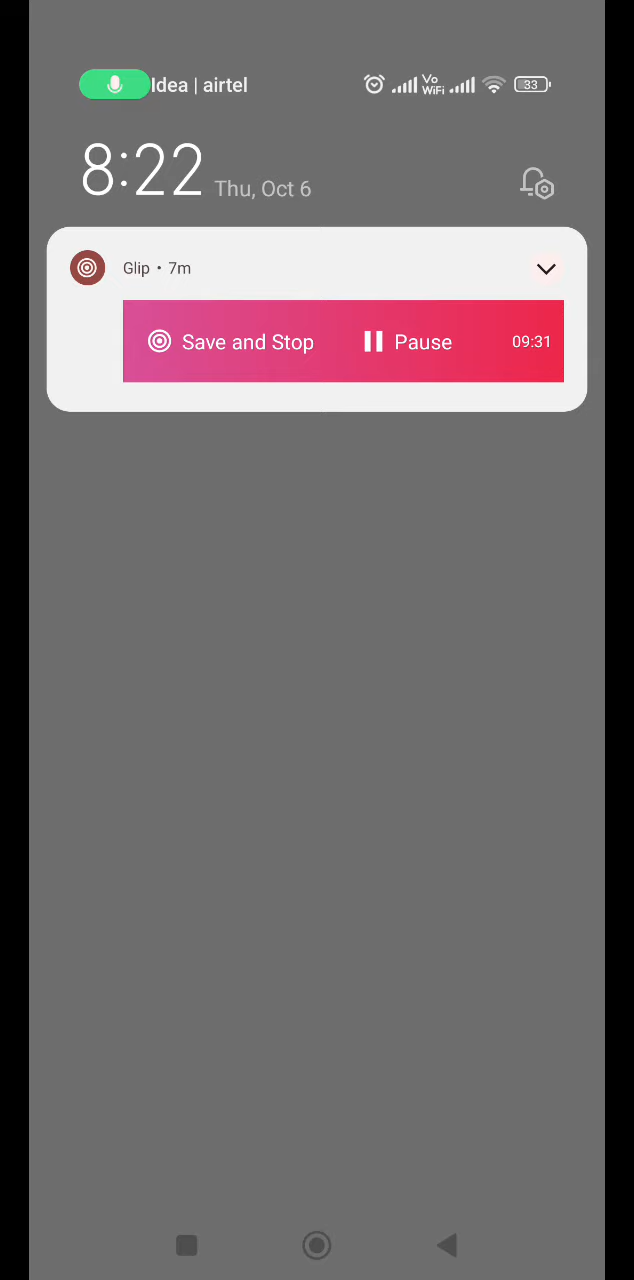 Idea | airtel Vo WiFi 33
8:22 Thu, Oct 6
Glip • 7m
Save and Stop Pause 09:31